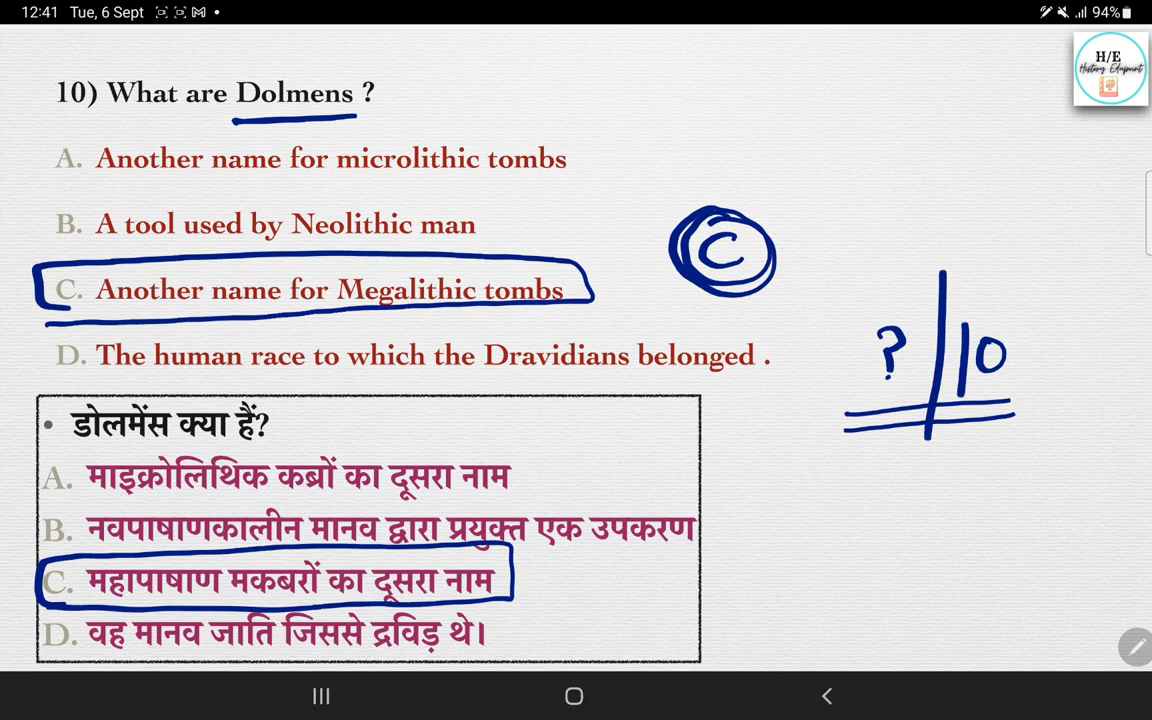 12:41 Tue, 6 Sept
94%
H/E
History Edupoint
10) What are Dolmens ?
A. Another name for microlithic tombs
B. A tool used by Neolithic man
C. Another name for Megalithic tombs
D. The human race to which the Dravidians belonged .
C
? 10
• डोलमेंस क्या हैं?
A. माइक्रोलिथिक कब्रों का दूसरा नाम
B. नवपाषाणकालीन मानव द्वारा प्रयुक्त एक उपकरण
C. महापाषाण मकबरों का दूसरा नाम
D. वह मानव जाति जिससे द्रविड़ थे।